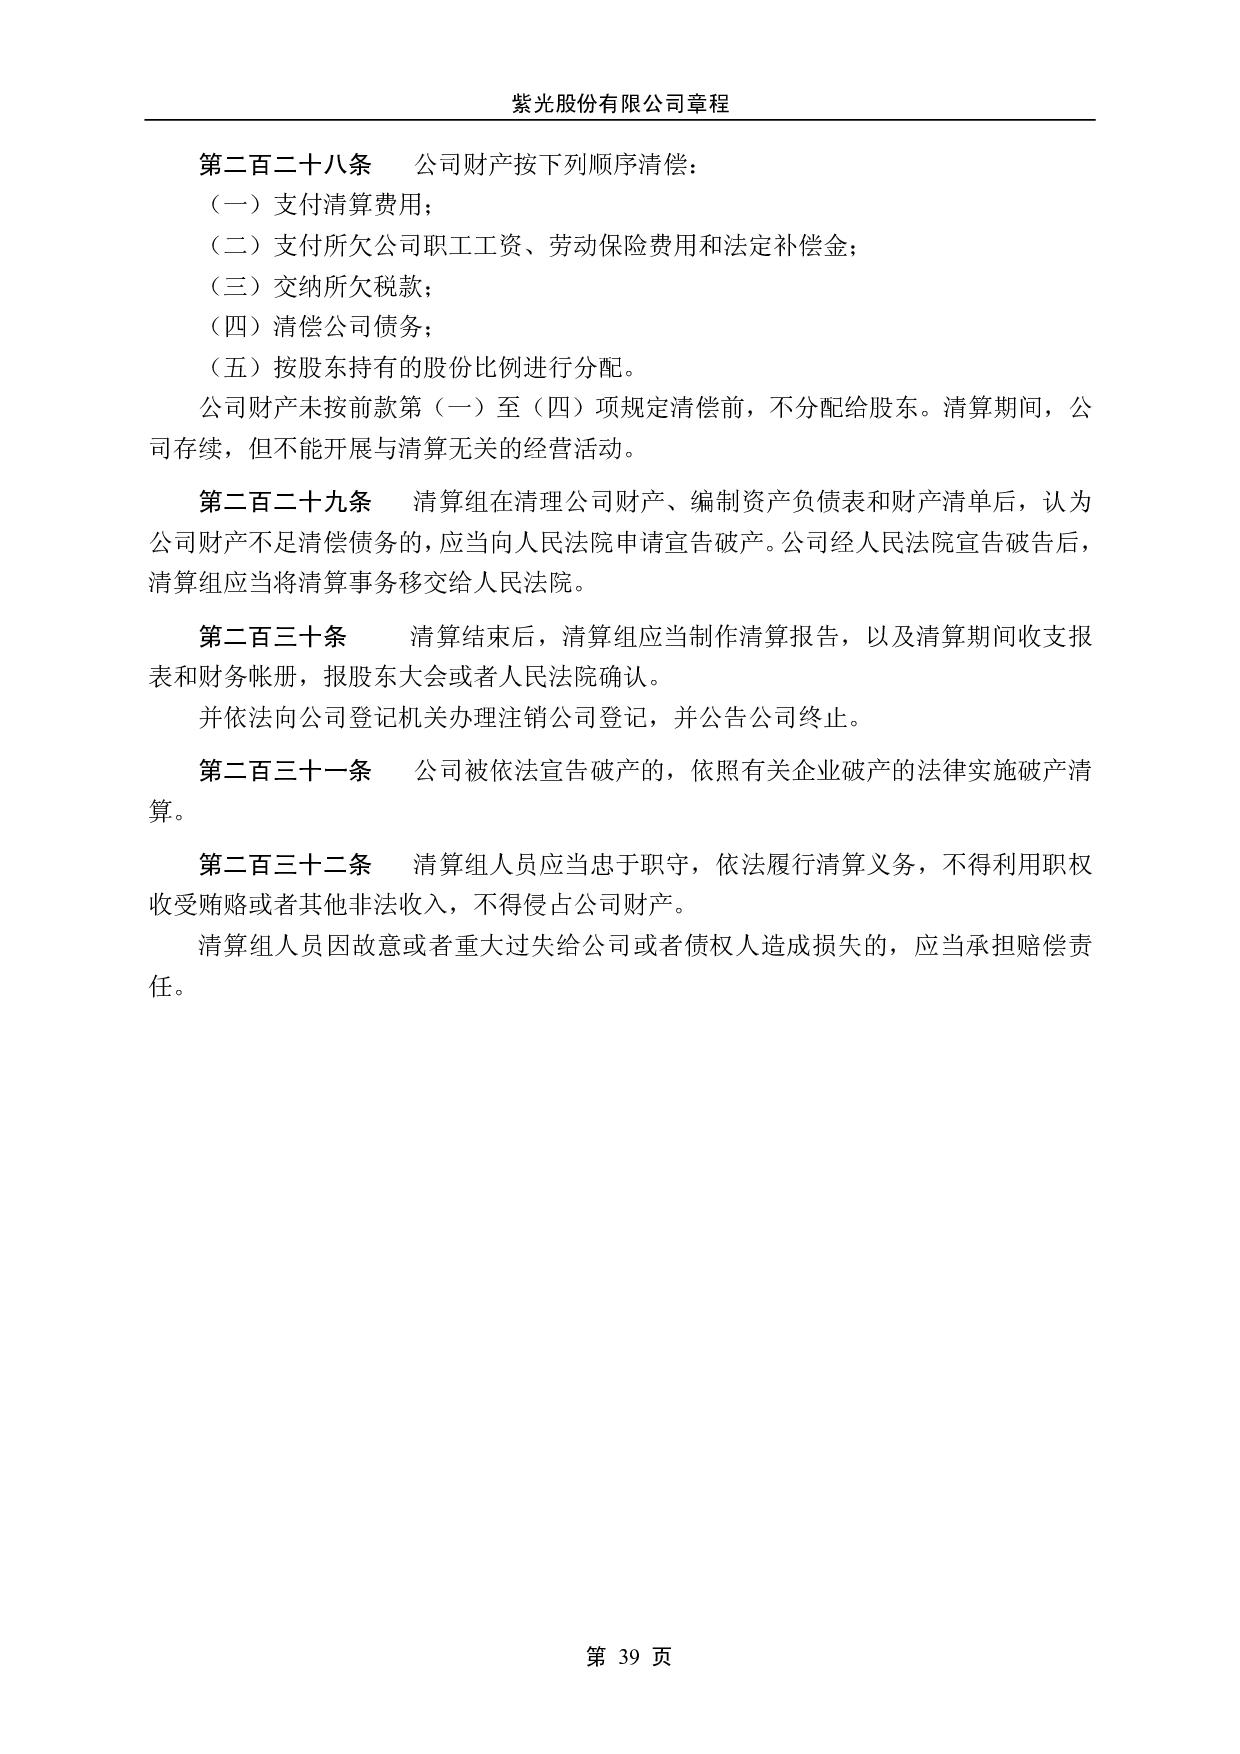 紫光股份有限公司章程
第二百二十八条 公司财产按下列顺序清偿：
（一）支付清算费用；
（二）支付所欠公司职工工资、劳动保险费用和法定补偿金；
（三）交纳所欠税款；
（四）清偿公司债务；
（五）按股东持有的股份比例进行分配。
公司财产未按前款第（一）至（四）项规定清偿前，不分配给股东。清算期间，公
司存续，但不能开展与清算无关的经营活动。
第二百二十九条 清算组在清理公司财产、编制资产负债表和财产清单后，认为
公司财产不足清偿债务的，应当向人民法院申请宣告破产。公司经人民法院宣告破告后，
清算组应当将清算事务移交给人民法院。
第二百三十条 清算结束后，清算组应当制作清算报告，以及清算期间收支报
表和财务帐册，报股东大会或者人民法院确认。
并依法向公司登记机关办理注销公司登记，并公告公司终止。
第二百三十一条 公司被依法宣告破产的，依照有关企业破产的法律实施破产清
算。
第二百三十二条 清算组人员应当忠于职守，依法履行清算义务，不得利用职权
收受贿赂或者其他非法收入，不得侵占公司财产。
清算组人员因故意或者重大过失给公司或者债权人造成损失的，应当承担赔偿责
任。
第 39 页